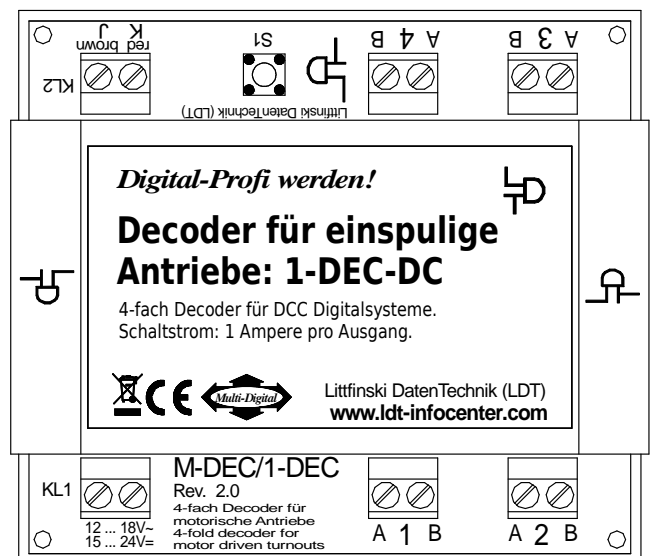 J K
brown red
KL2
S1
B 4 A
B 3 A
Littfinski DatenTechnik (LDT)
Digital-Profi werden!
Decoder für einspulige
Antriebe: 1-DEC-DC
4-fach Decoder für DCC Digitalsysteme.
Schaltstrom: 1 Ampere pro Ausgang.
CE
Multi-Digital
Littfinski DatenTechnik (LDT)
www.ldt-infocenter.com
KL1
12 ... 18V~
15 ... 24V=
M-DEC/1-DEC
Rev. 2.0
4-fach Decoder für
motorische Antriebe
4-fold decoder for
motor driven turnouts
A 1 B
A 2 B